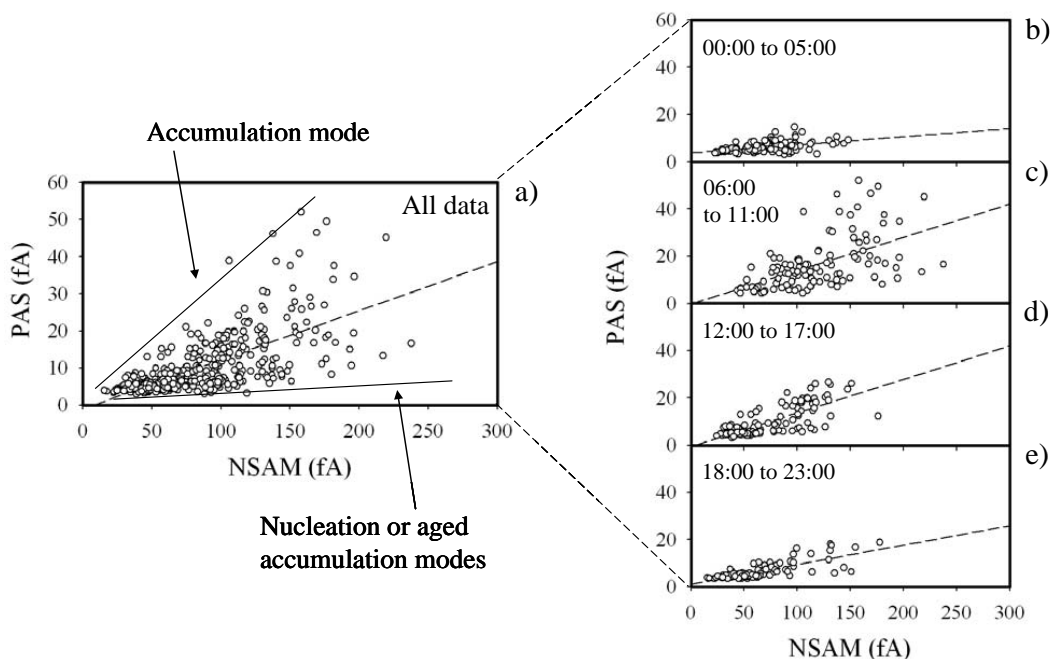 Accumulation mode
a)
All data
60
50
40
30
20
10
0
PAS (fA)
0 50 100 150 200 250 300
NSAM (fA)
Nucleation or aged
accumulation modes
b)
00:00 to 05:00
60
40
20
0
c)
06:00
to 11:00
40
20
0
PAS (fA)
d)
12:00 to 17:00
40
20
0
e)
18:00 to 23:00
40
20
0
0 50 100 150 200 250 300
NSAM (fA)